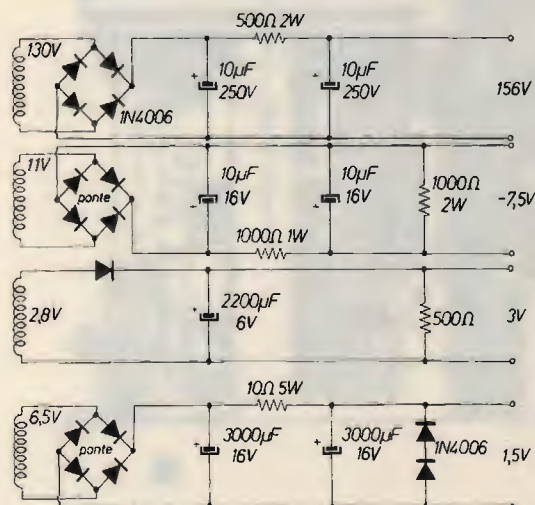 500Ω 2W
130V
10µF
250V
10µF
250V
156V
1N4006
11V
ponte
10µF
16V
10µF
16V
1000Ω
2W
-7,5V
1000Ω 1W
2,8V
2200µF
6V
500Ω
3V
10Ω 5W
6,5V
ponte
3000µF
16V
3000µF
16V
1N4006
1,5V